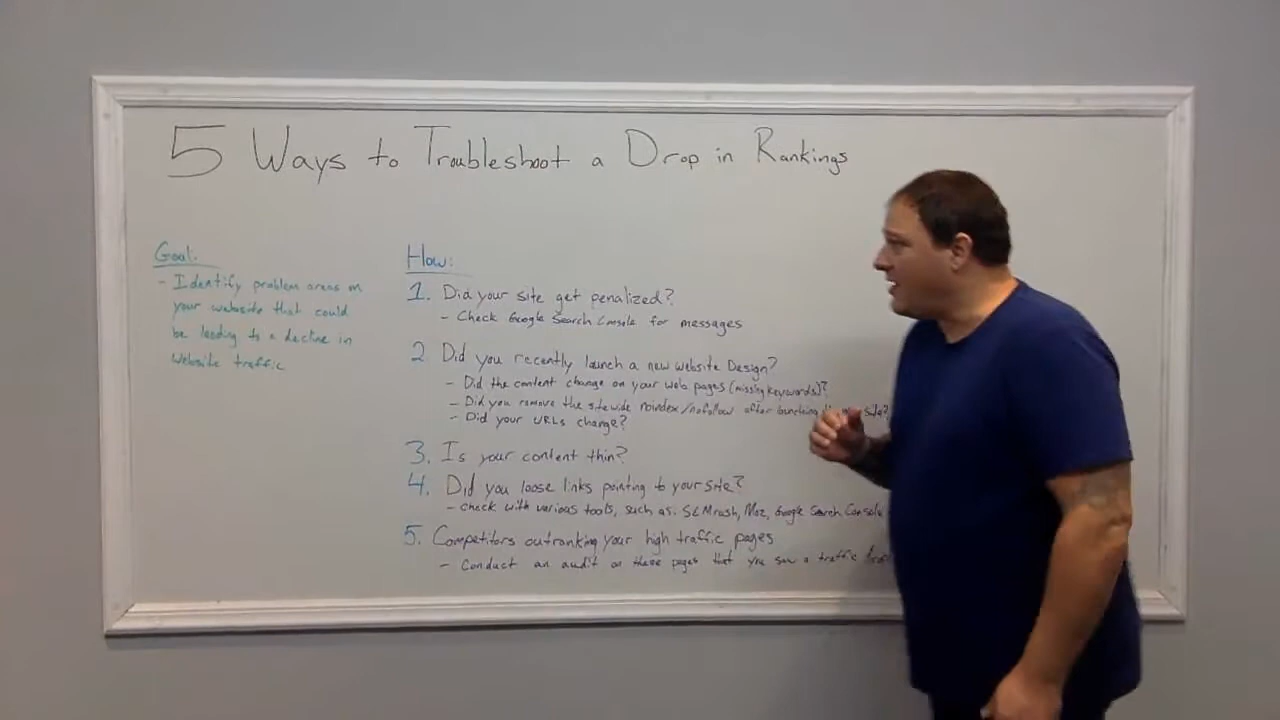 5 Ways to Troubleshoot a Drop in Rankings
Goal:
- Identify problem areas on
your website that could
be leading to a decline in
website traffic
How:
1. Did your site get penalized?
- Check Google Search Console for messages
2 Did you recently launch a new website Design?
- Did the content change on your web pages (missing keywords)?
- Did you remove the sitewide noindex/nofollow after launching site?
- Did your URLs change?
3. Is your content thin?
4. Did you loose links pointing to your site?
- check with various tools, such as: SEMrush, Moz, Google Search Console
5. Competitors outranking your high traffic pages
- Conduct an audit on these pages that you saw a traffic